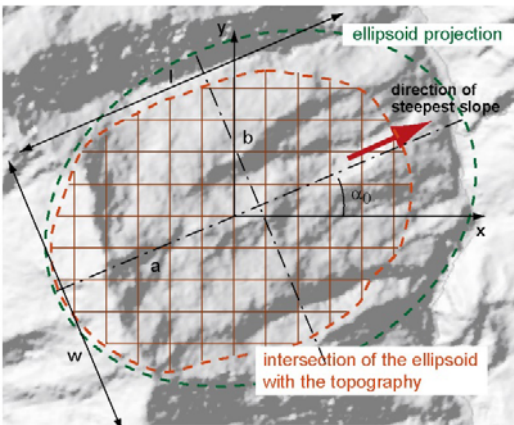 y
ellipsoid projection
l
direction of
steepest slope
b
α0
x
a
w
intersection of the ellipsoid
with the topography